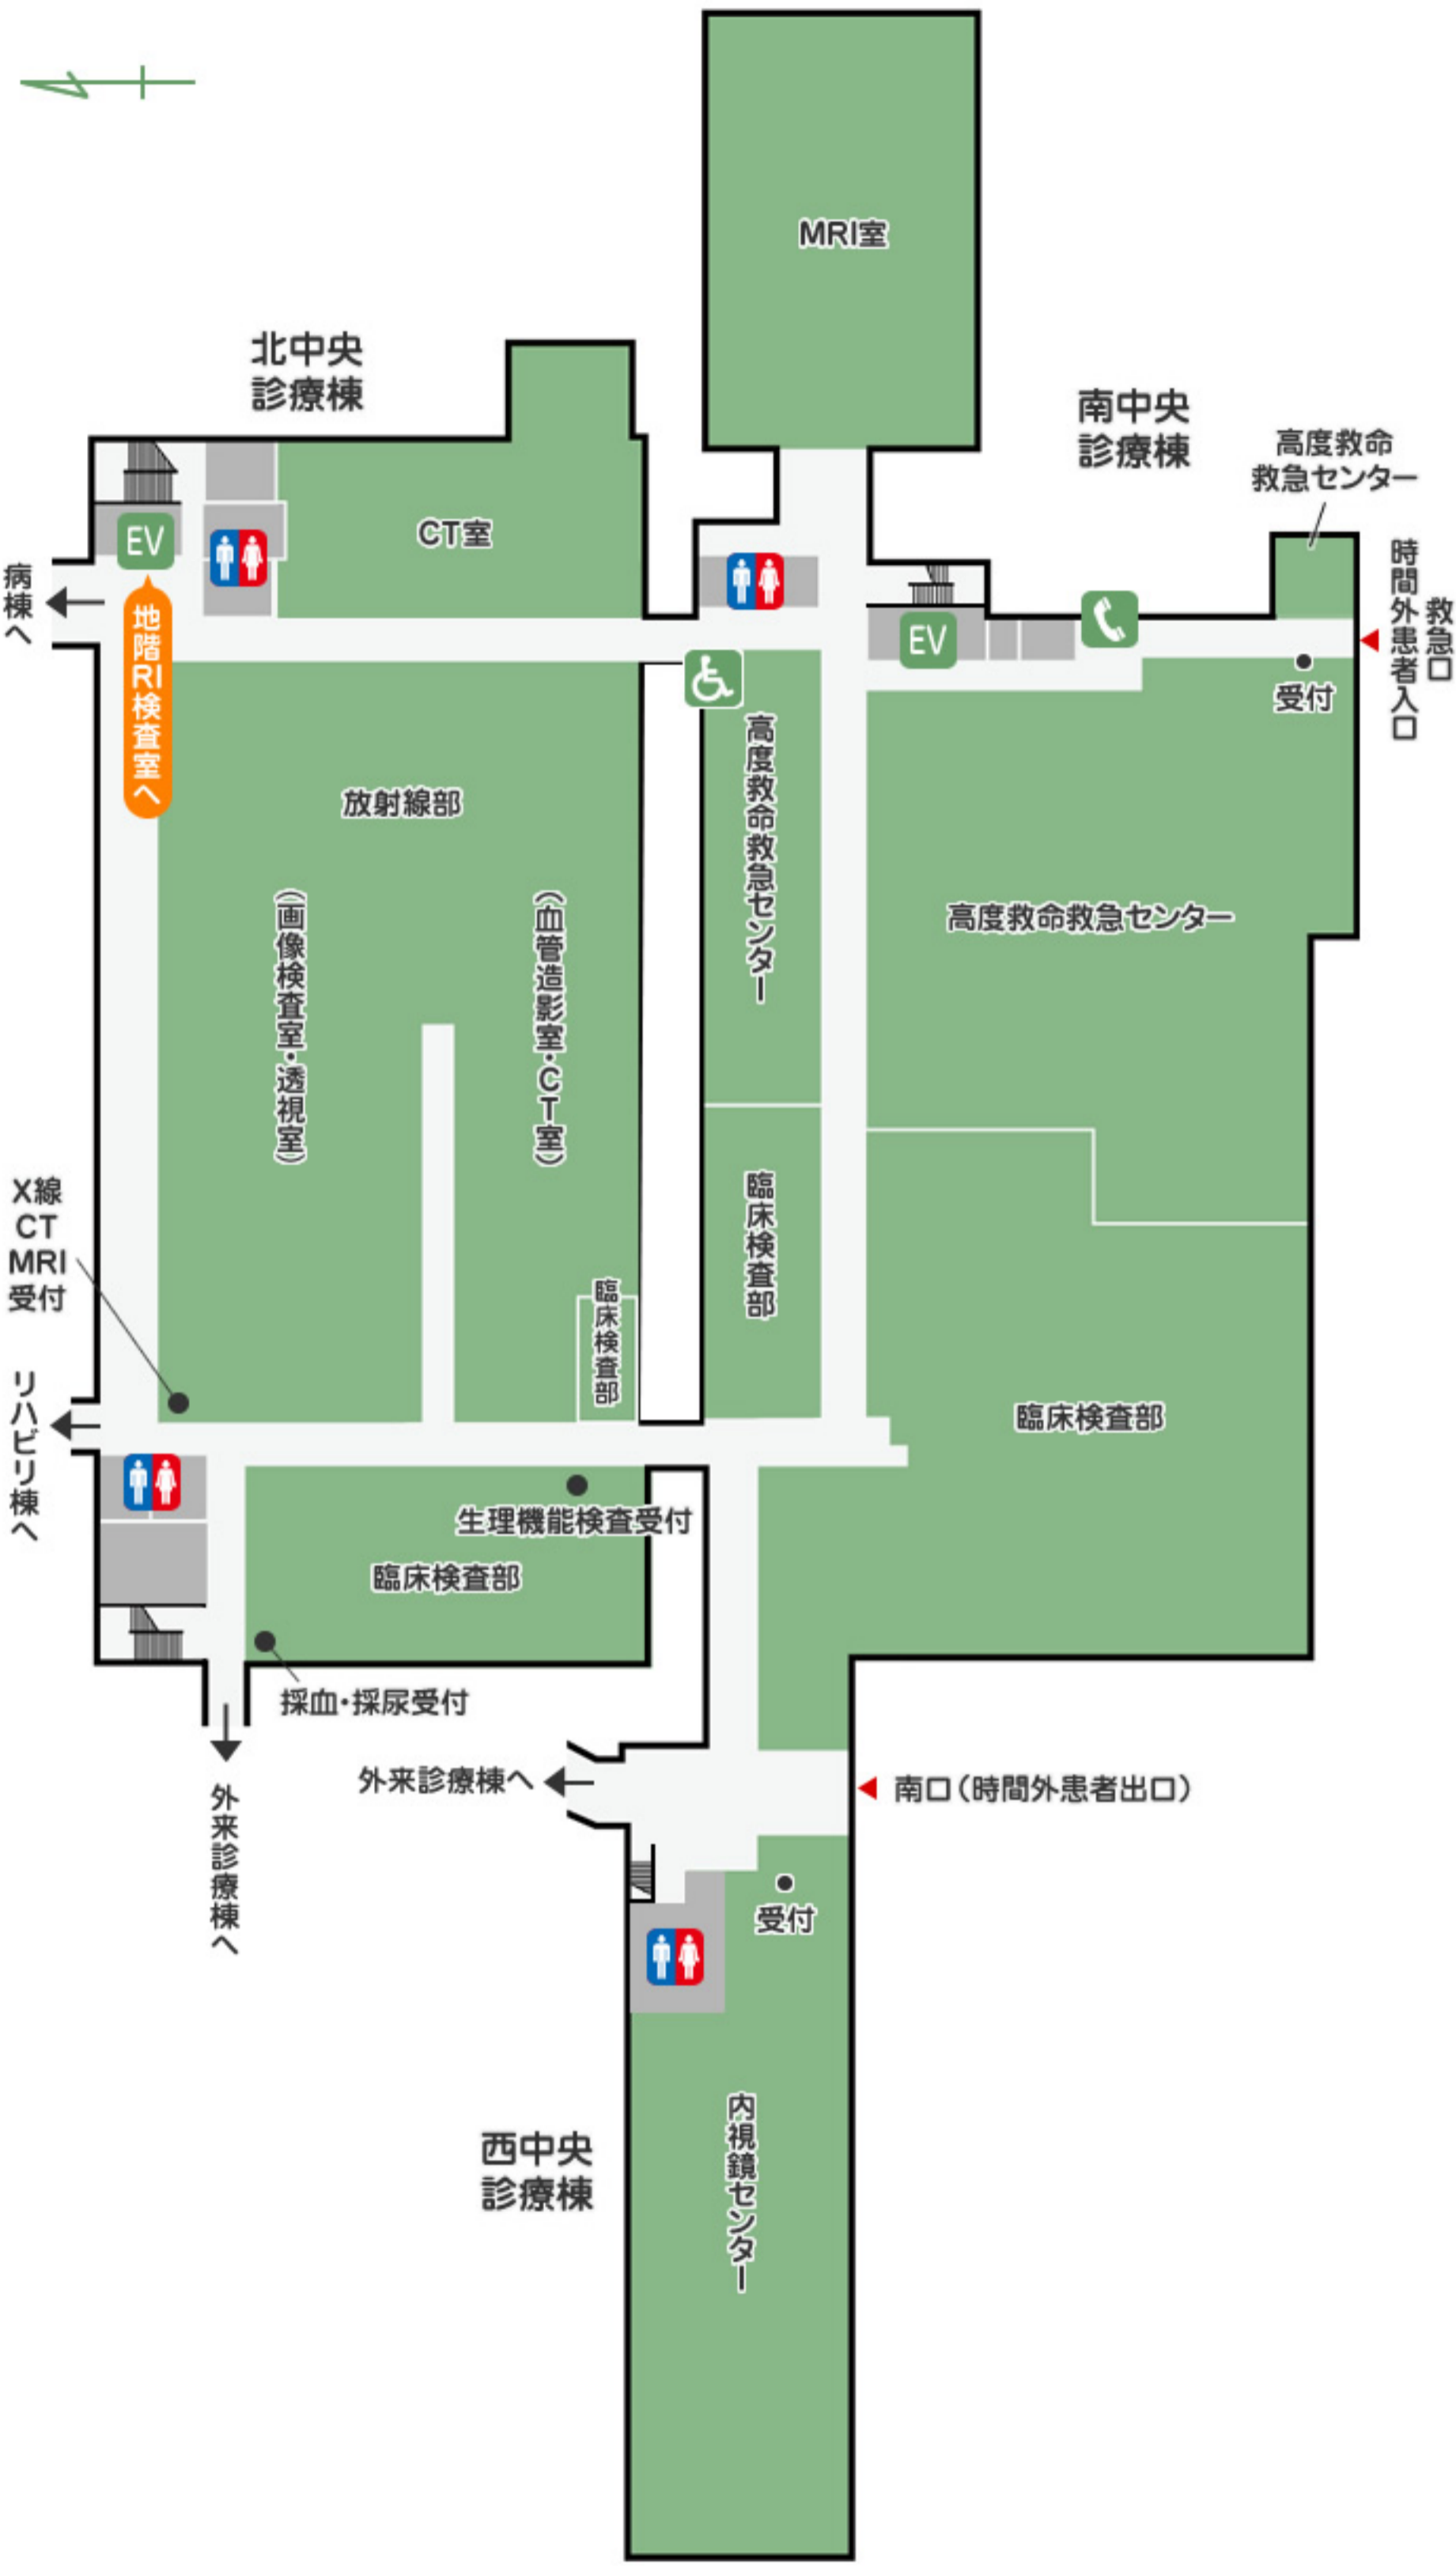 MRI室
北中央
診療棟
南中央
診療棟
高度救命
救急センター
CT室
EV
病棟へ
地階RI検査室へ
EV
救急口
時間外患者入口
受付
放射線部
(画像検査室・透視室)
(血管造影室・CT室)
高度救命救急センター
高度救命救急センター
X線
CT
MRI
受付
臨床検査部
臨床検査部
臨床検査部
リハビリ棟へ
生理機能検査受付
臨床検査部
採血・採尿受付
外来診療棟へ
外来診療棟へ
南口(時間外患者出口)
受付
西中央
診療棟
内視鏡センター